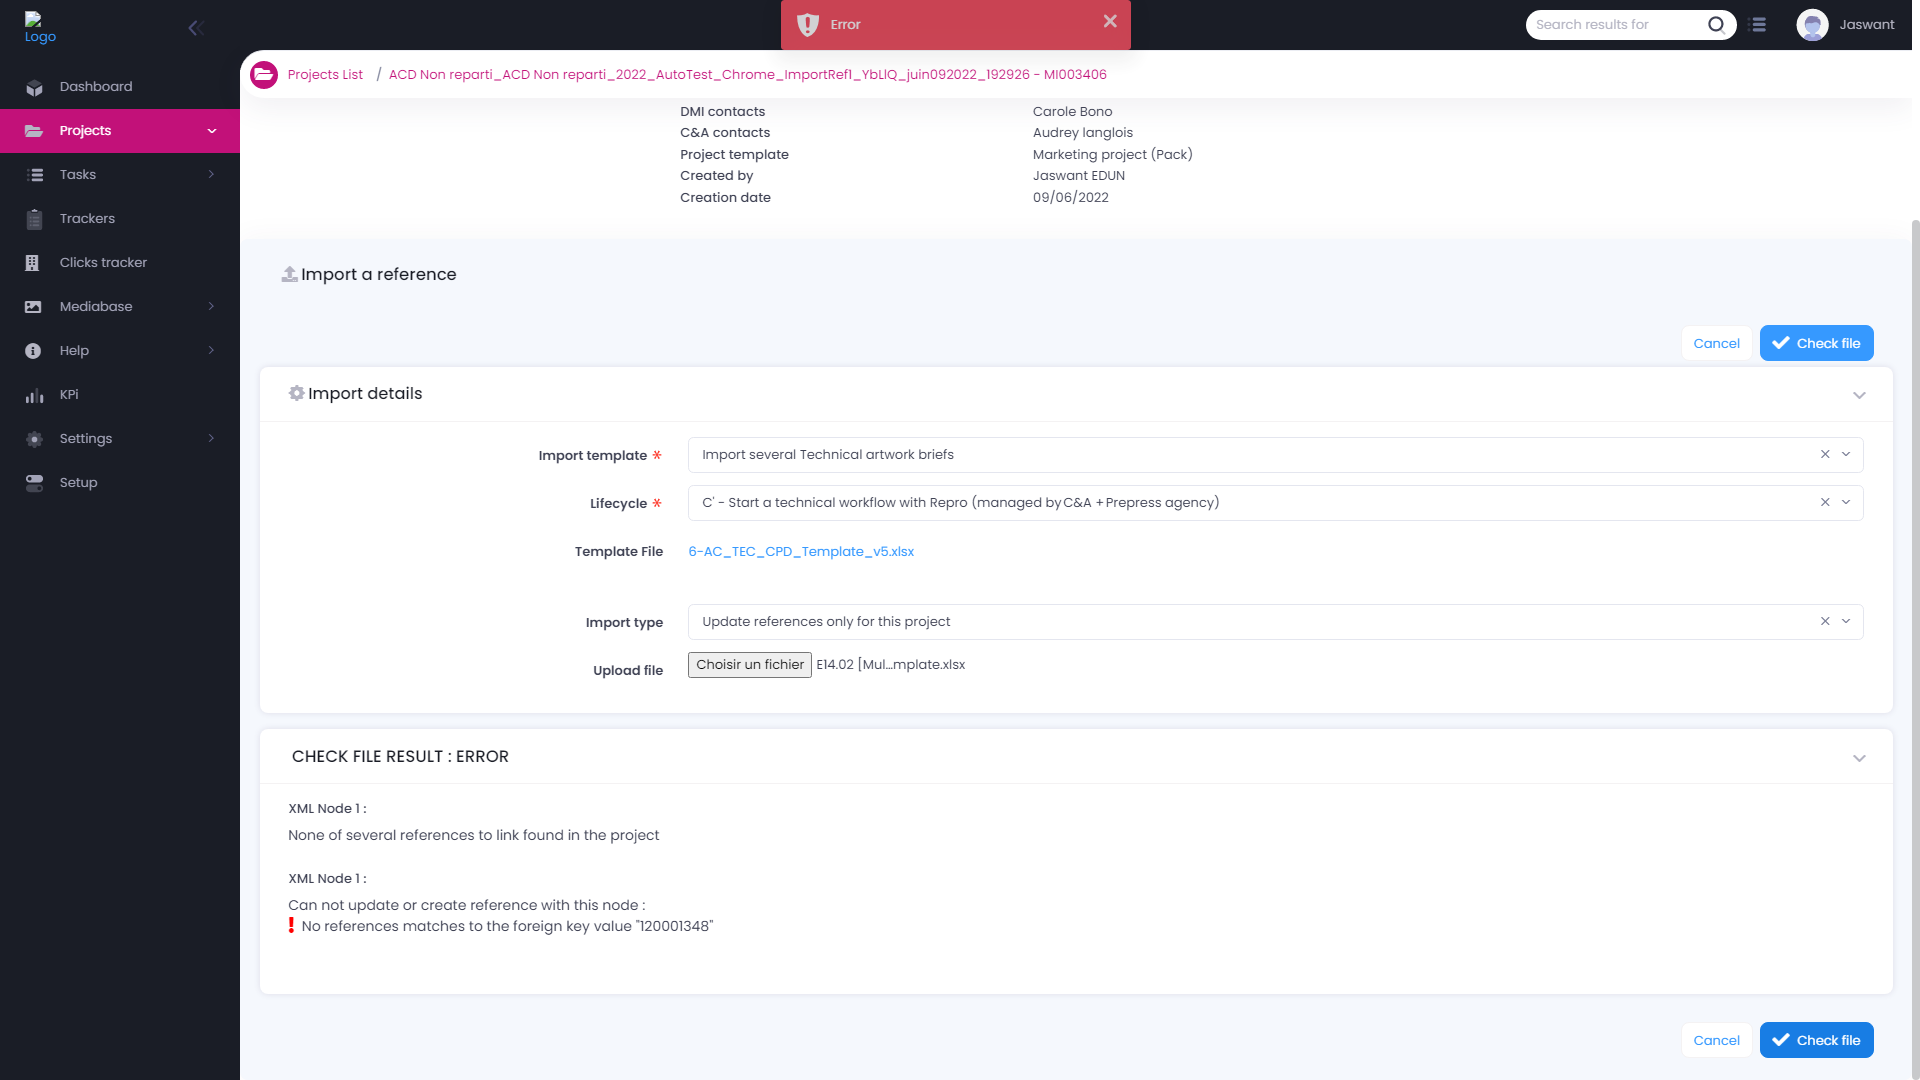 Logo
Error
Search results for
Jaswant
Projects List / ACD Non reparti_ACD Non reparti_2022_AutoTest_Chrome_ImportRef1_YbLIQ_juin092022_192926 - MI003406
Dashboard
Projects
Tasks
Trackers
Clicks tracker
Mediabase
Help
KPi
Settings
Setup
DMI contacts Carole Bono
C&A contacts Audrey langlois
Project template Marketing project (Pack)
Created by Jaswant EDUN
Creation date 09/06/2022
Import a reference
Cancel Check file
Import details
Import template * Import several Technical artwork briefs
Lifecycle * C' - Start a technical workflow with Repro (managed by C&A + Prepress agency)
Template File 6-AC_TEC_CPD_Template_v5.xlsx
Import type Update references only for this project
Upload file Choisir un fichier E14.02 [Mul...mplate.xlsx
CHECK FILE RESULT : ERROR
XML Node 1 :
None of several references to link found in the project
XML Node 1 :
Can not update or create reference with this node :
! No references matches to the foreign key value "120001348"
Cancel Check file